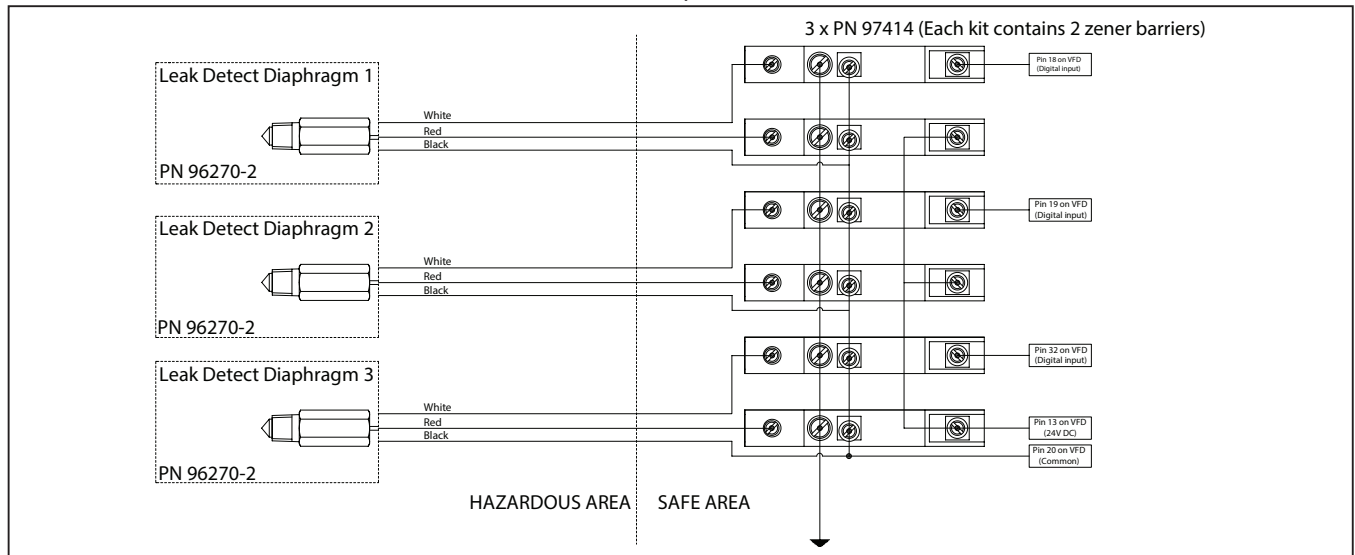 3 x PN 97414 (Each kit contains 2 zener barriers)
Leak Detect Diaphragm 1
White
Red
Black
PN 96270-2
Pin 18 on VFD
(Digital input)
Leak Detect Diaphragm 2
White
Red
Black
PN 96270-2
Pin 19 on VFD
(Digital input)
Leak Detect Diaphragm 3
White
Red
Black
PN 96270-2
Pin 32 on VFD
(Digital input)
Pin 13 on VFD
(24V DC)
Pin 20 on VFD
(Common)
HAZARDOUS AREA
SAFE AREA